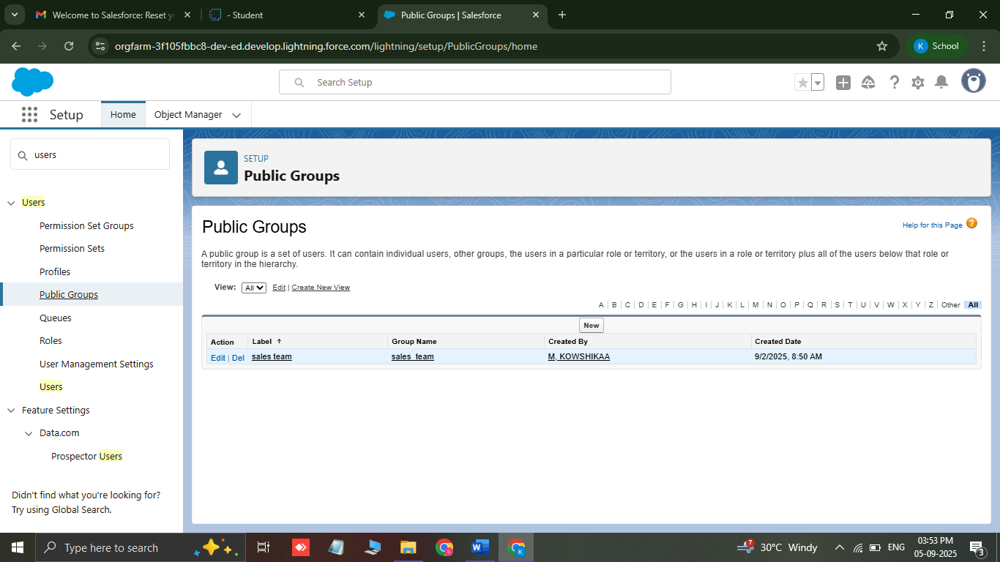 Welcome to Salesforce: Reset yo
- Student
Public Groups | Salesforce
orgfarm-3f105fbbc8-dev-ed.develop.lightning.force.com/lightning/setup/PublicGroups/home
K School
Search Setup
Setup
Home
Object Manager
users
Users
Permission Set Groups
Permission Sets
Profiles
Public Groups
Queues
Roles
User Management Settings
Users
Feature Settings
Data.com
Prospector Users
Didn't find what you're looking for?
Try using Global Search.
SETUP
Public Groups
Public Groups
Help for this Page ?
A public group is a set of users. It can contain individual users, other groups, the users in a particular role or territory, or the users in a role or territory plus all of the users below that role or
territory in the hierarchy.
View: All Edit | Create New View
A | B | C | D | E | F | G | H | I | J | K | L | M | N | O | P | Q | R | S | T | U | V | W | X | Y | Z | Other All
New
Action Label ↑ Group Name Created By Created Date
Edit | Del sales team sales_team M, KOWSHIKAA 9/2/2025, 8:50 AM
Type here to search
S
W
K
7
30°C Windy
ENG
03:53 PM
05-09-2025
3